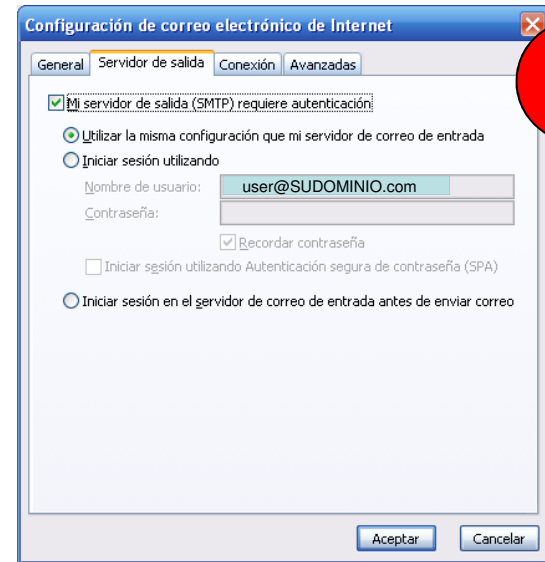 Configuración de correo electrónico de Internet
General Servidor de salida Conexión Avanzadas
Mi servidor de salida (SMTP) requiere autenticación
Utilizar la misma configuración que mi servidor de correo de entrada
Iniciar sesión utilizando
Nombre de usuario: user@SUDOMINIO.com
Contraseña:
Recordar contraseña
Iniciar sesión utilizando Autenticación segura de contraseña (SPA)
Iniciar sesión en el servidor de correo de entrada antes de enviar correo
Aceptar Cancelar